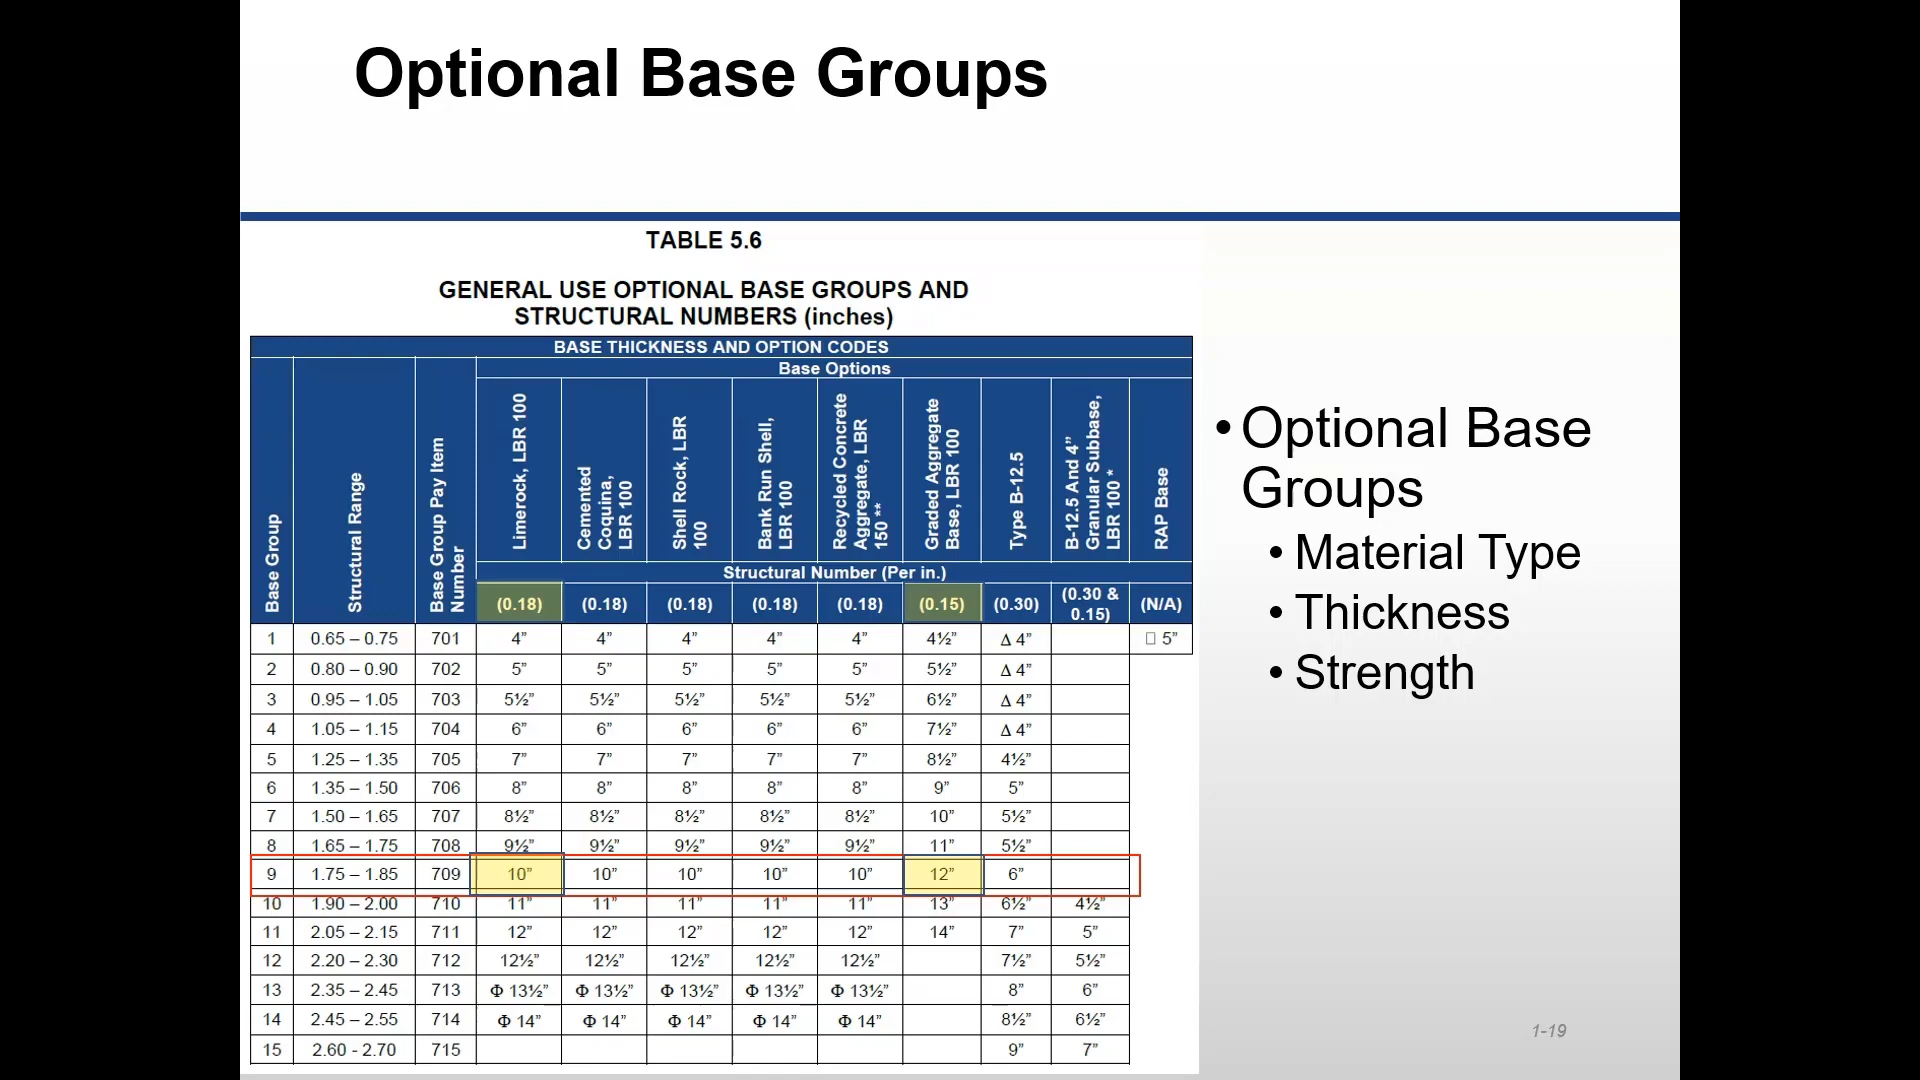 Optional Base Groups
TABLE 5.6
GENERAL USE OPTIONAL BASE GROUPS AND
STRUCTURAL NUMBERS (inches)
BASE THICKNESS AND OPTION CODES
Base Options
Base Group
Structural Range
Base Group Pay Item
Number
Limerock, LBR 100
Cemented
Coquina,
LBR 100
Shell Rock, LBR
100
Bank Run Shell,
LBR 100
Recycled Concrete
Aggregate, LBR
150 **
Graded Aggregate
Base, LBR 100
Type B-12.5
B-12.5 And 4”
Granular Subbase,
LBR 100 *
RAP Base
Structural Number (Per in.)
(0.18) (0.18) (0.18) (0.18) (0.18) (0.15) (0.30) (0.30 & 0.15) (N/A)
1 0.65 – 0.75 701 4” 4” 4” 4” 4” 4½” Δ 4” □ 5”
2 0.80 – 0.90 702 5” 5” 5” 5” 5” 5½” Δ 4”
3 0.95 – 1.05 703 5½” 5½” 5½” 5½” 5½” 6½” Δ 4”
4 1.05 – 1.15 704 6” 6” 6” 6” 6” 7½” Δ 4”
5 1.25 – 1.35 705 7” 7” 7” 7” 7” 8½” 4½”
6 1.35 – 1.50 706 8” 8” 8” 8” 8” 9” 5”
7 1.50 – 1.65 707 8½” 8½” 8½” 8½” 8½” 10” 5½”
8 1.65 – 1.75 708 9½” 9½” 9½” 9½” 9½” 11” 5½”
9 1.75 – 1.85 709 10” 10” 10” 10” 10” 12” 6”
10 1.90 – 2.00 710 11” 11” 11” 11” 11” 13” 6½” 4½”
11 2.05 – 2.15 711 12” 12” 12” 12” 12” 14” 7” 5”
12 2.20 – 2.30 712 12½” 12½” 12½” 12½” 12½” 7½” 5½”
13 2.35 – 2.45 713 Φ 13½” Φ 13½” Φ 13½” Φ 13½” Φ 13½” 8” 6”
14 2.45 – 2.55 714 Φ 14” Φ 14” Φ 14” Φ 14” Φ 14” 8½” 6½”
15 2.60 - 2.70 715 9” 7”
• Optional Base
Groups
• Material Type
• Thickness
• Strength
1-19